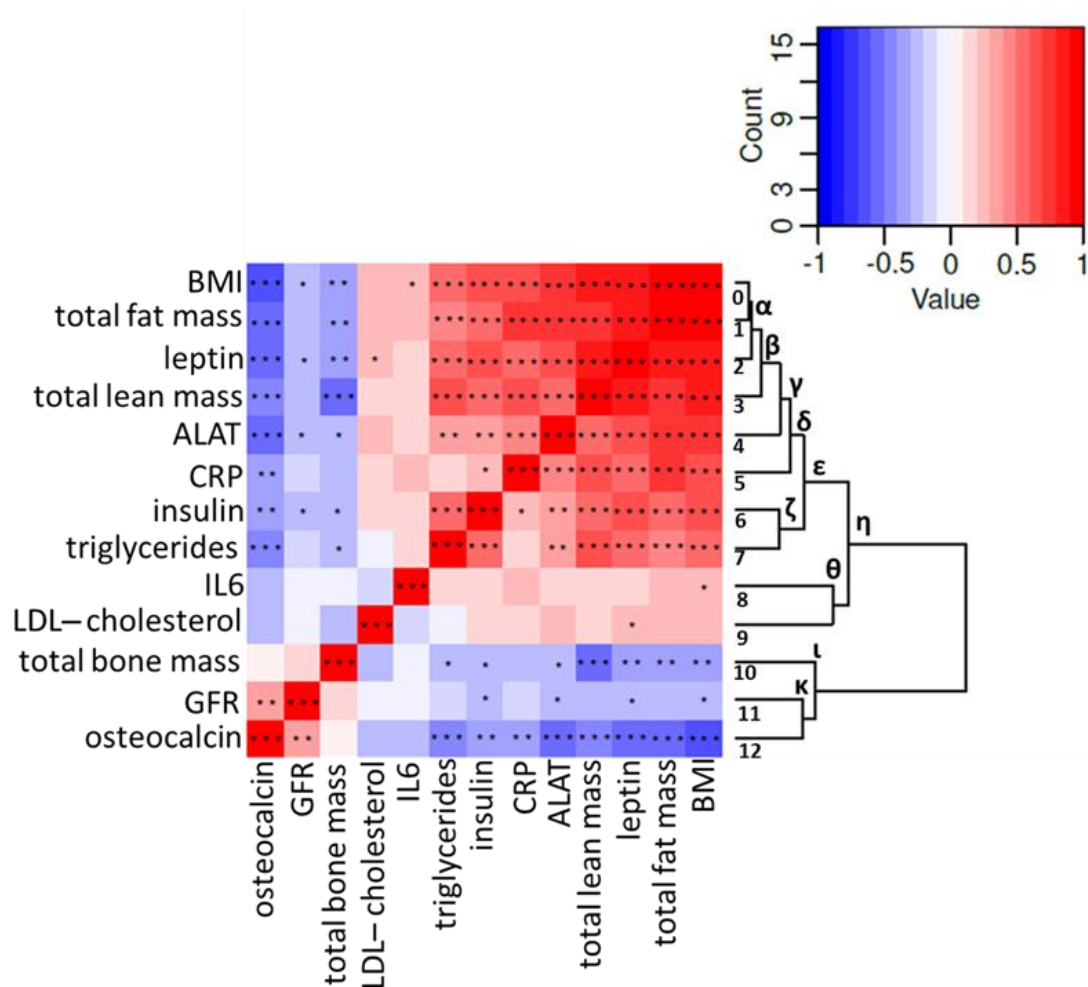 15
9
3
0
Count
-1 -0.5 0 0.5 1
Value
BMI
total fat mass
leptin
total lean mass
ALAT
CRP
insulin
triglycerides
IL6
LDL– cholesterol
total bone mass
GFR
osteocalcin
0
1
2
3
4
5
6
7
8
9
10
11
12
α
β
γ
δ
ε
ζ
η
θ
ι
κ
osteocalcin
GFR
total bone mass
LDL– cholesterol
IL6
triglycerides
insulin
CRP
ALAT
total lean mass
leptin
total fat mass
BMI